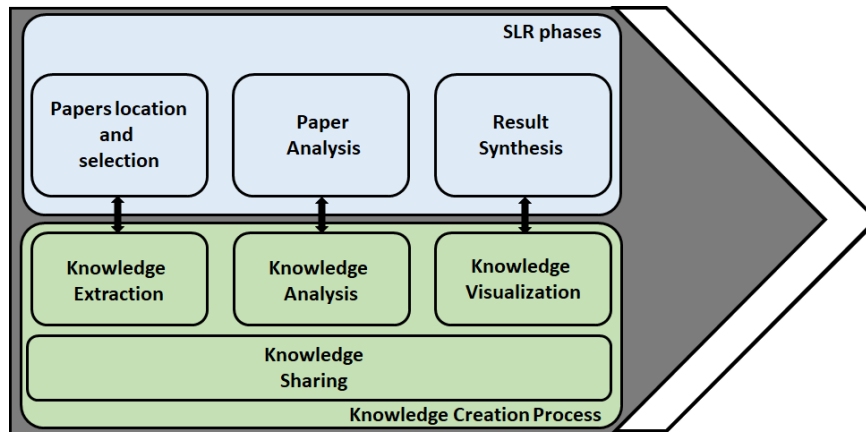 SLR phases
Papers location
and
selection
Paper
Analysis
Result
Synthesis
Knowledge
Extraction
Knowledge
Analysis
Knowledge
Visualization
Knowledge
Sharing
Knowledge Creation Process